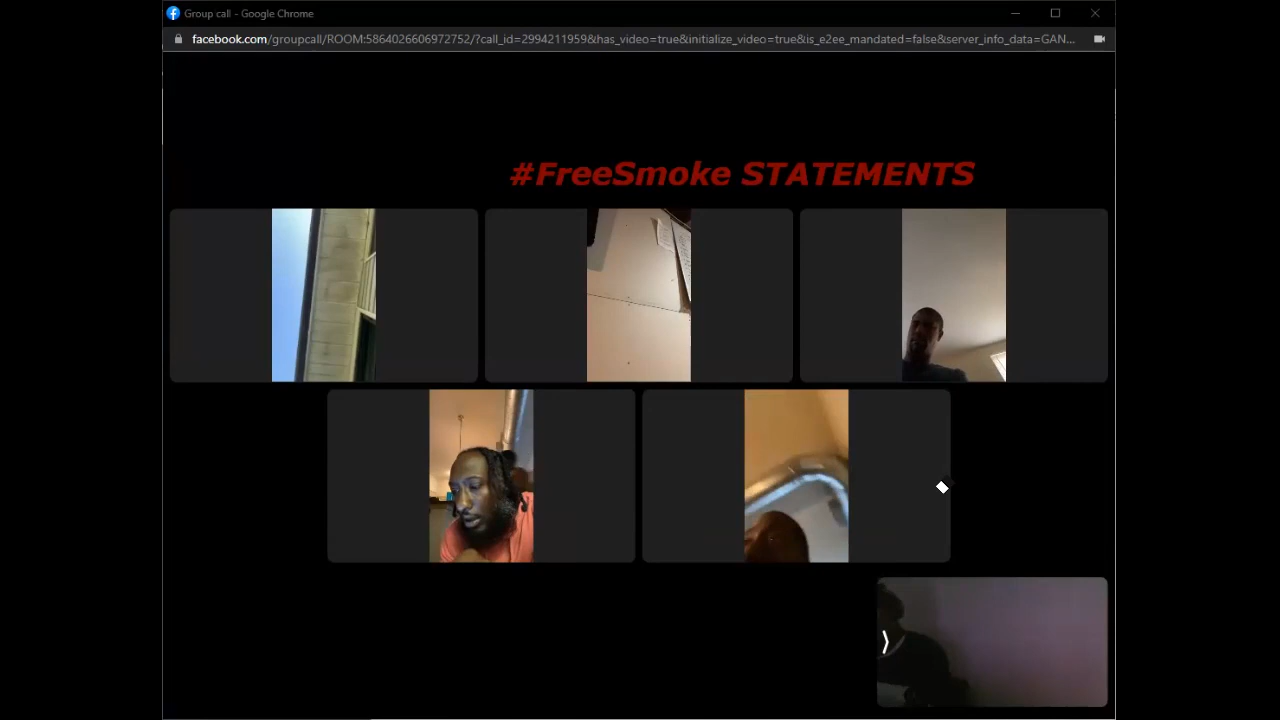 Group call - Google Chrome
facebook.com/groupcall/ROOM:5864026606972752/?call_id=2994211959&has_video=true&initialize_video=true&is_e2ee_mandated=false&server_info_data=GAN...
#FreeSmoke STATEMENTS